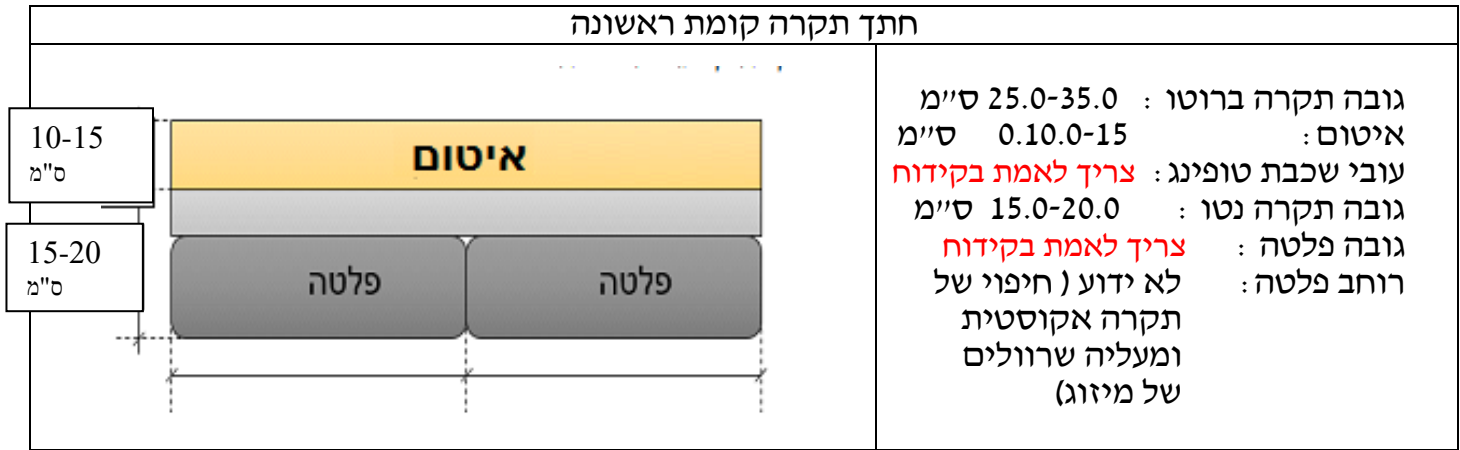 חתך תקרה קומת ראשונה
גובה תקרה ברוטו : 25.0-35.0 ס״מ
איטום: 0.10.0-15 ס״מ
עובי שכבת טופינג: צריך לאמת בקידוח
גובה תקרה נטו : 15.0-20.0 ס״מ
גובה פלטה : צריך לאמת בקידוח
רוחב פלטה: לא ידוע ( חיפוי של
תקרה אקוסטית
ומעליה שרוולים
של מיזוג)
איטום
פלטה
פלטה
10-15
ס"מ
15-20
ס"מ